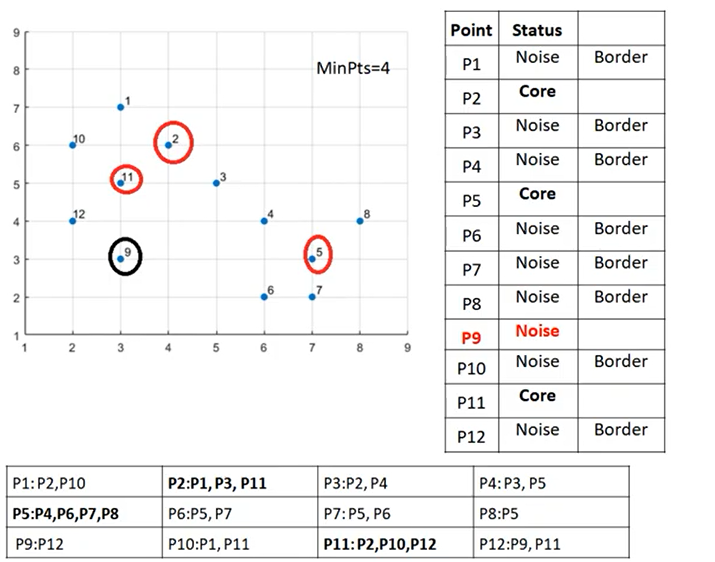 MinPts=4
9
8
7
6
5
4
3
2
1
1 2 3 4 5 6 7 8 9
1
10
2
11
3
12
4
8
9
5
6
7
Point Status
P1 Noise Border
P2 Core
P3 Noise Border
P4 Noise Border
P5 Core
P6 Noise Border
P7 Noise Border
P8 Noise Border
P9 Noise
P10 Noise Border
P11 Core
P12 Noise Border
P1:P2,P10 P2:P1, P3, P11 P3:P2, P4 P4: P3, P5
P5:P4,P6,P7,P8 P6:P5, P7 P7: P5, P6 P8:P5
P9:P12 P10:P1, P11 P11: P2,P10,P12 P12:P9, P11